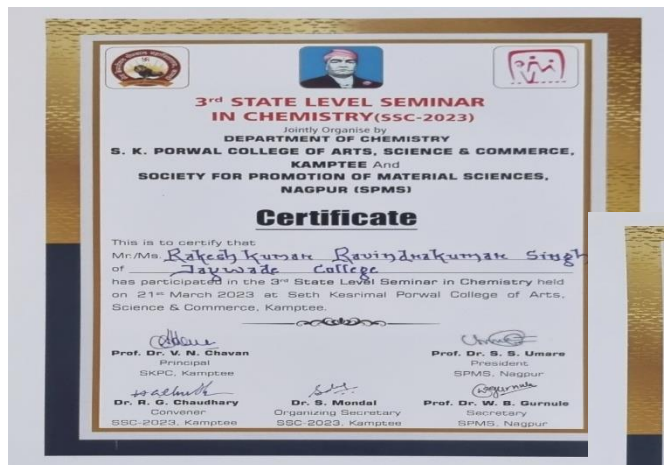 3rd STATE LEVEL SEMINAR
IN CHEMISTRY(SSC-2023)
Jointly Organise by
DEPARTMENT OF CHEMISTRY
S. K. PORWAL COLLEGE OF ARTS, SCIENCE & COMMERCE,
KAMPTEE And
SOCIETY FOR PROMOTION OF MATERIAL SCIENCES,
NAGPUR (SPMS)
Certificate
This is to certify that
Mr./Ms. Rakesh Kumar Ravindrakumar Singh
of Jaywade College
has participated in the 3rd State Level Seminar in Chemistry held
on 21st March 2023 at Seth Kesrimal Porwal College of Arts,
Science & Commerce, Kamptee.
Prof. Dr. V. N. Chavan
Principal
SKPC, Kamptee
Prof. Dr. S. S. Umare
President
SPMS, Nagpur
Dr. R. G. Chaudhary
Convener
SSC-2023, Kamptee
Dr. S. Mondal
Organizing Secretary
SSC-2023, Kamptee
Prof. Dr. W. B. Gurnule
Secretary
SPMS, Nagpur